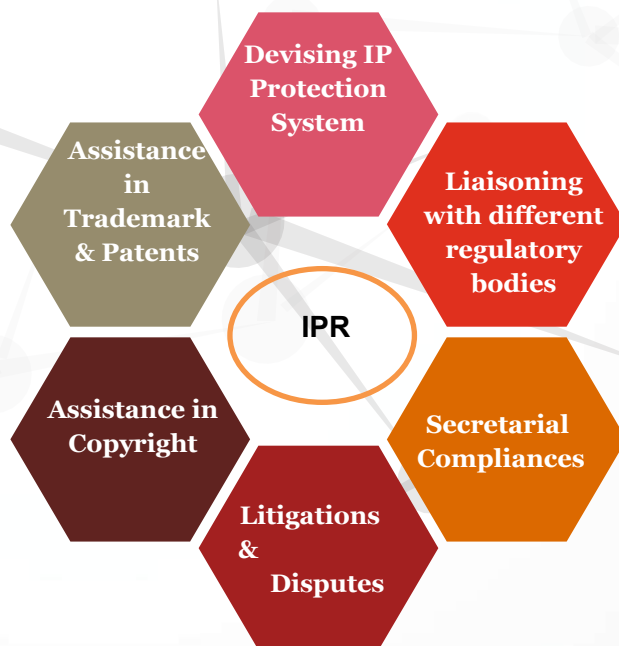 Devising IP
Protection
System
Assistance
in
Trademark
& Patents
Liaisoning
with different
regulatory
bodies
IPR
Assistance in
Copyright
Secretarial
Compliances
Litigations
&
Disputes